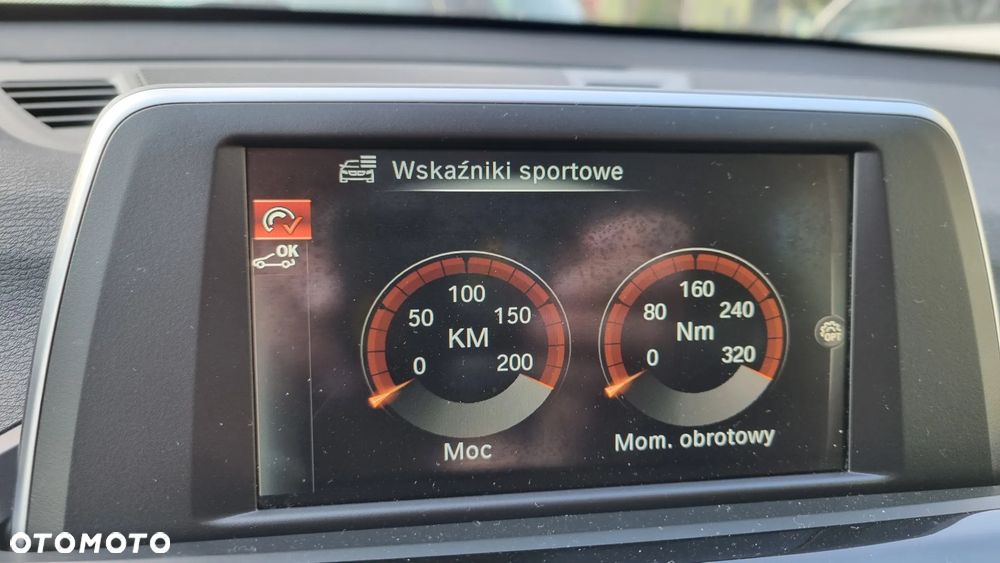 Wskaźniki sportowe
OK
50 100 150
KM
0 200
Moc
80 160 240
Nm
0 320
Mom. obrotowy
OPT
OTOMOTO